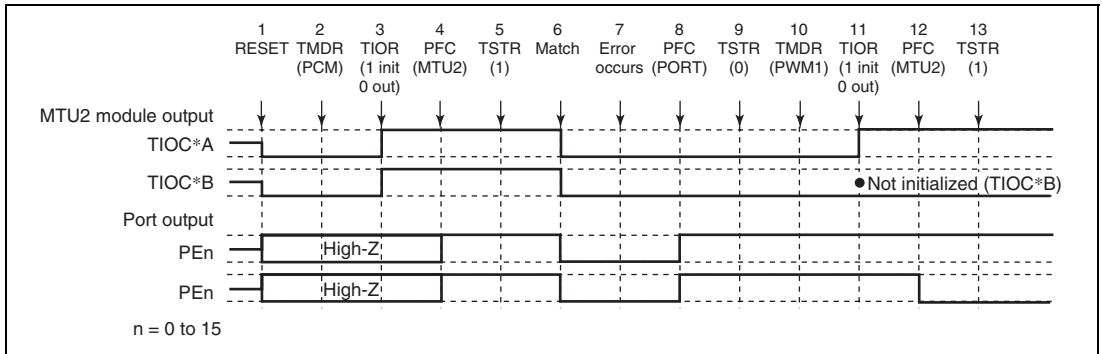 1 2 3 4 5 6 7 8 9 10 11 12 13
RESET TMDR TIOR PFC TSTR Match Error PFC TSTR TMDR TIOR PFC TSTR
(PCM) (1 init (MTU2) (1) occurs (PORT) (0) (PWM1) (1 init (MTU2) (1)
0 out) 0 out)
MTU2 module output
TIOC*A
TIOC*B
● Not initialized (TIOC*B)
Port output
PEn High-Z
PEn High-Z
n = 0 to 15